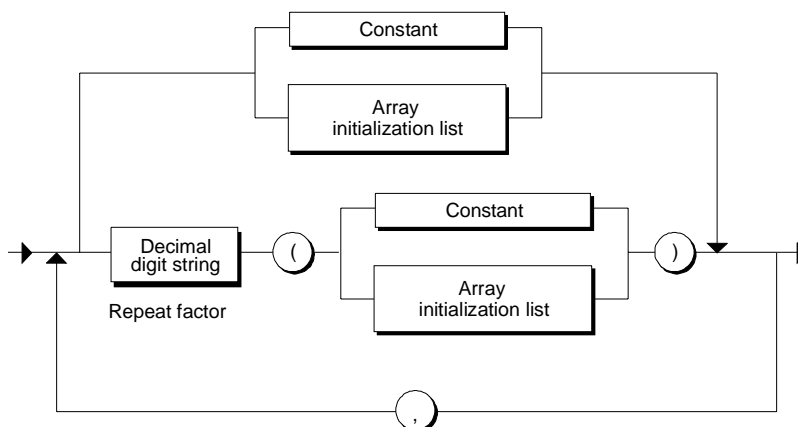 Constant
Array
initialization list
Decimal
digit string
(
Constant
)
Array
initialization list
Repeat factor
,